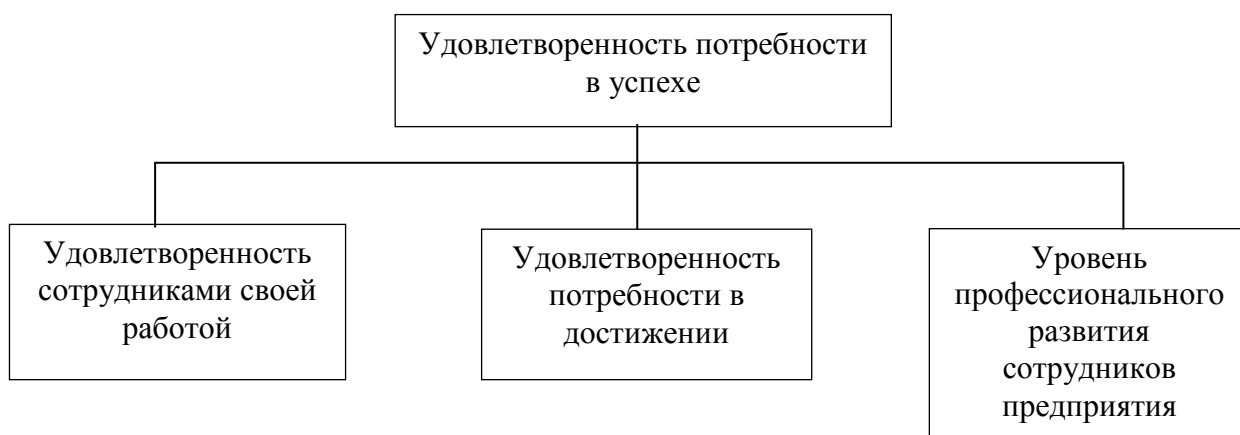 Удовлетворенность потребности
в успехе
Удовлетворенность
сотрудниками своей
работой
Удовлетворенность
потребности в
достижении
Уровень
профессионального
развития
сотрудников
предприятия